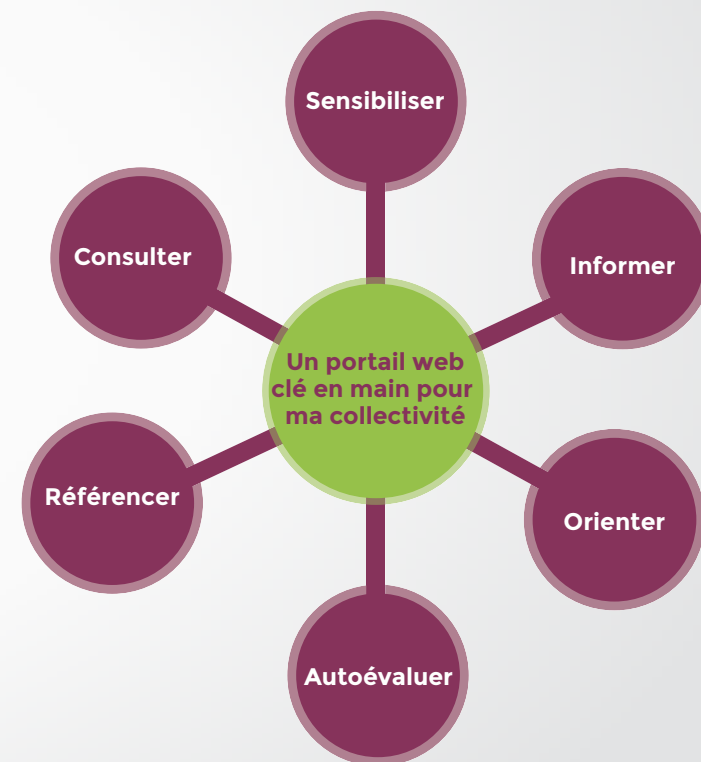 Sensibiliser
Consulter
Informer
Un portail web
clé en main pour
ma collectivité
Référencer
Orienter
Autoévaluer